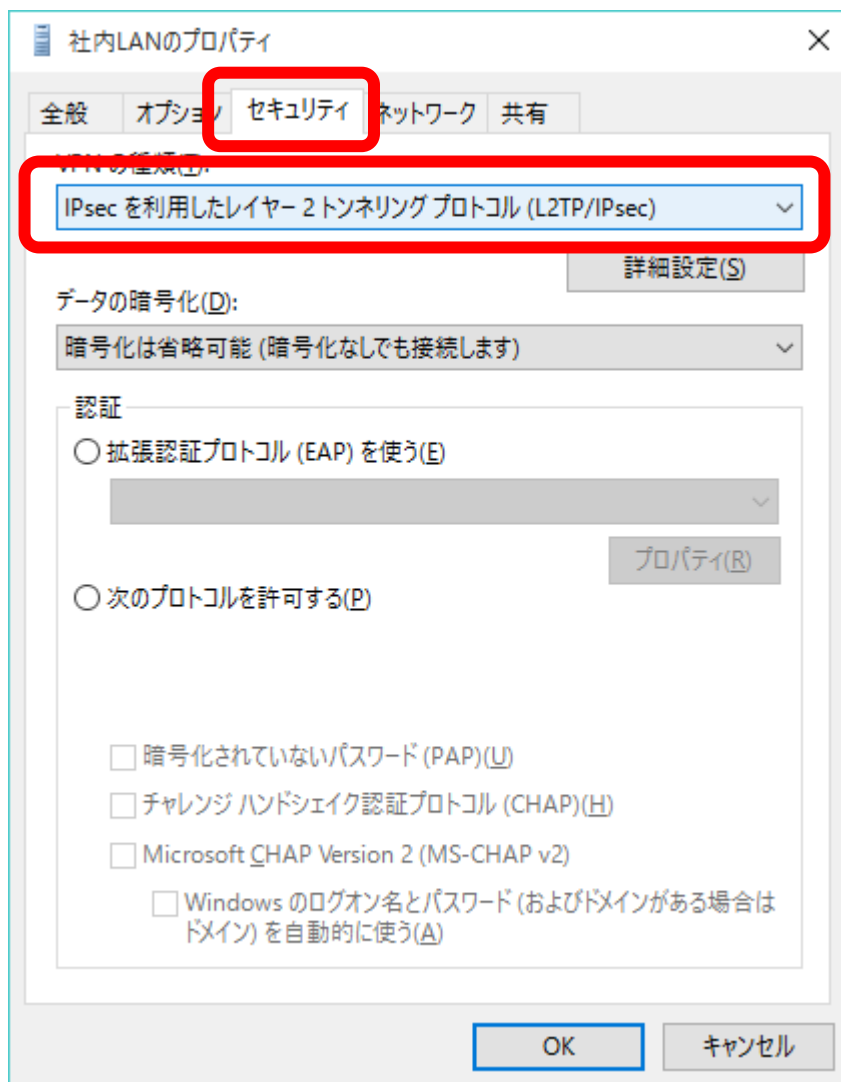 社内LANのプロパティ
全般 オプション セキュリティ ネットワーク 共有
VPN の種類(T):
IPsec を利用したレイヤー 2 トンネリング プロトコル (L2TP/IPsec)
詳細設定(S)
データの暗号化(D):
暗号化は省略可能 (暗号化なしでも接続します)
認証
拡張認証プロトコル (EAP) を使う(E)
プロパティ(R)
次のプロトコルを許可する(P)
暗号化されていないパスワード (PAP)(U)
チャレンジ ハンドシェイク認証プロトコル (CHAP)(H)
Microsoft CHAP Version 2 (MS-CHAP v2)
Windows のログオン名とパスワード (およびドメインがある場合は
ドメイン) を自動的に使う(A)
OK キャンセル